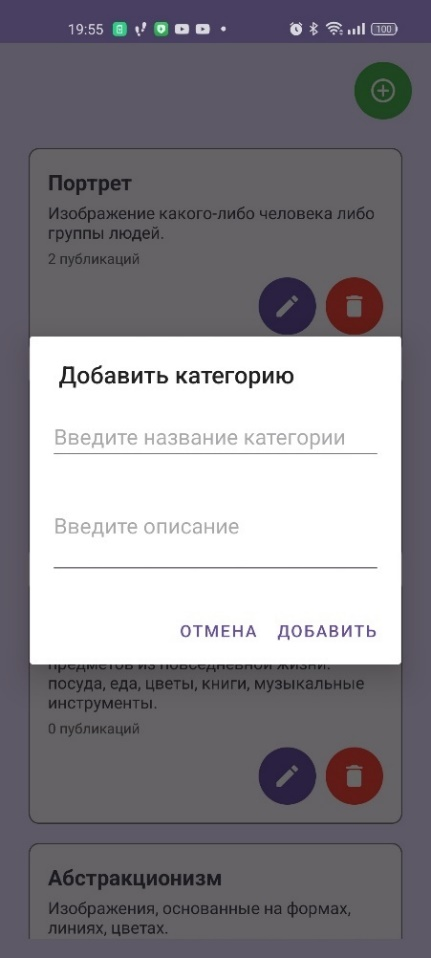 19:55
100
Портрет
Изображение какого-либо человека либо
группы людей.
2 публикаций
Добавить категорию
Введите название категории
Введите описание
ОТМЕНА ДОБАВИТЬ
предметов из повседневной жизни:
посуда, еда, цветы, книги, музыкальные
инструменты.
0 публикаций
Абстракционизм
Изображения, основанные на формах,
линиях, цветах.